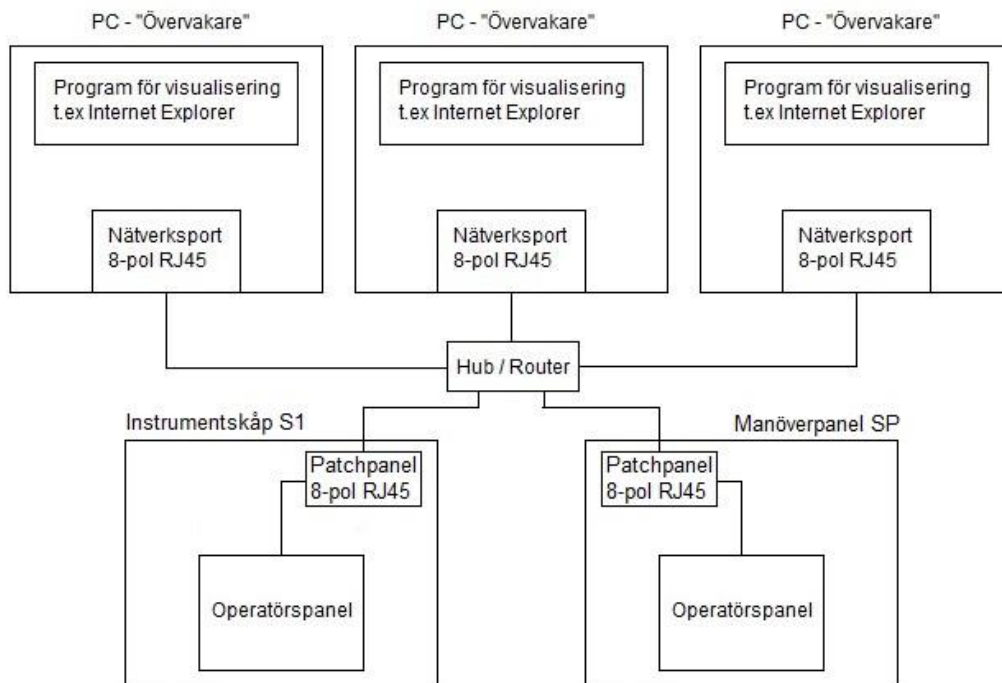 PC - "Övervakare"
PC - "Övervakare"
PC - "Övervakare"
Program för visualisering
t.ex Internet Explorer
Program för visualisering
t.ex Internet Explorer
Program för visualisering
t.ex Internet Explorer
Nätverksport
8-pol RJ45
Nätverksport
8-pol RJ45
Nätverksport
8-pol RJ45
Hub / Router
Instrumentskåp S1
Manöverpanel SP
Patchpanel
8-pol RJ45
Patchpanel
8-pol RJ45
Operatörspanel
Operatörspanel